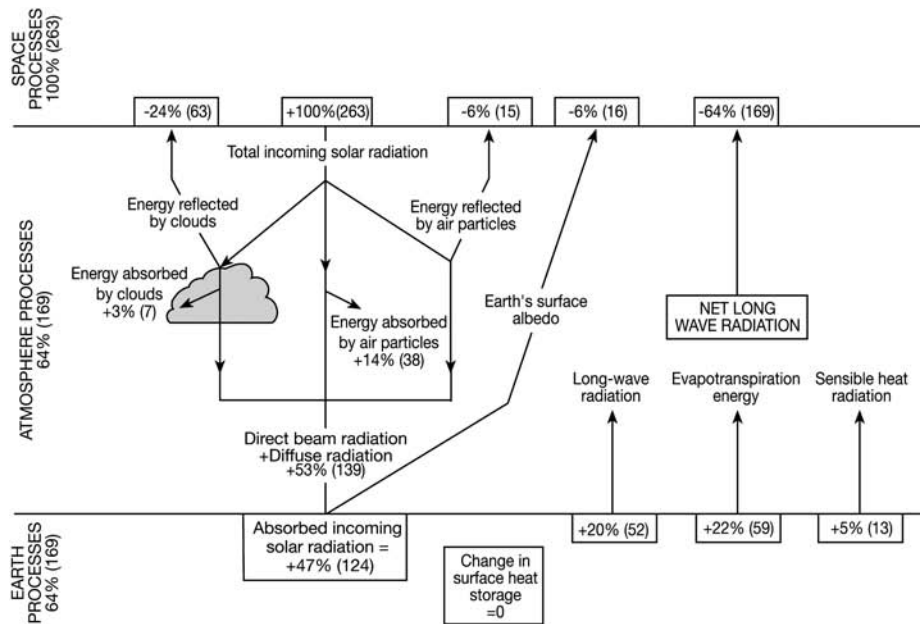 SPACE
PROCESSES
100% (263)
-24% (63)
+100%(263)
-6% (15)
-6% (16)
-64% (169)
Total incoming solar radiation
ATMOSPHERE PROCESSES
64% (169)
Energy reflected
by clouds
Energy reflected
by air particles
Energy absorbed
by clouds
+3% (7)
Energy absorbed
by air particles
+14% (38)
Earth's surface
albedo
NET LONG
WAVE RADIATION
Long-wave
radiation
Evapotranspiration
energy
Sensible heat
radiation
Direct beam radiation
+Diffuse radiation
+53% (139)
EARTH
PROCESSES
64% (169)
Absorbed incoming
solar radiation =
+47% (124)
Change in
surface heat
storage
=0
+20% (52)
+22% (59)
+5% (13)